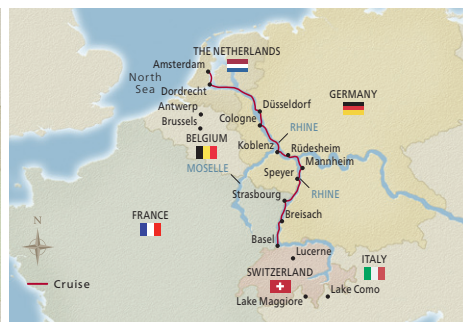 THE NETHERLANDS
Amsterdam
North
Sea
Dordrecht
Antwerp
Brussels
BELGIUM
Düsseldorf
GERMANY
Cologne
RHINE
Koblenz
Rüdesheim
Mannheim
MOSELLE
Speyer
RHINE
Strasbourg
FRANCE
Breisach
N
Basel
Lucerne
ITALY
SWITZERLAND
Cruise
Lake Como
Lake Maggiore